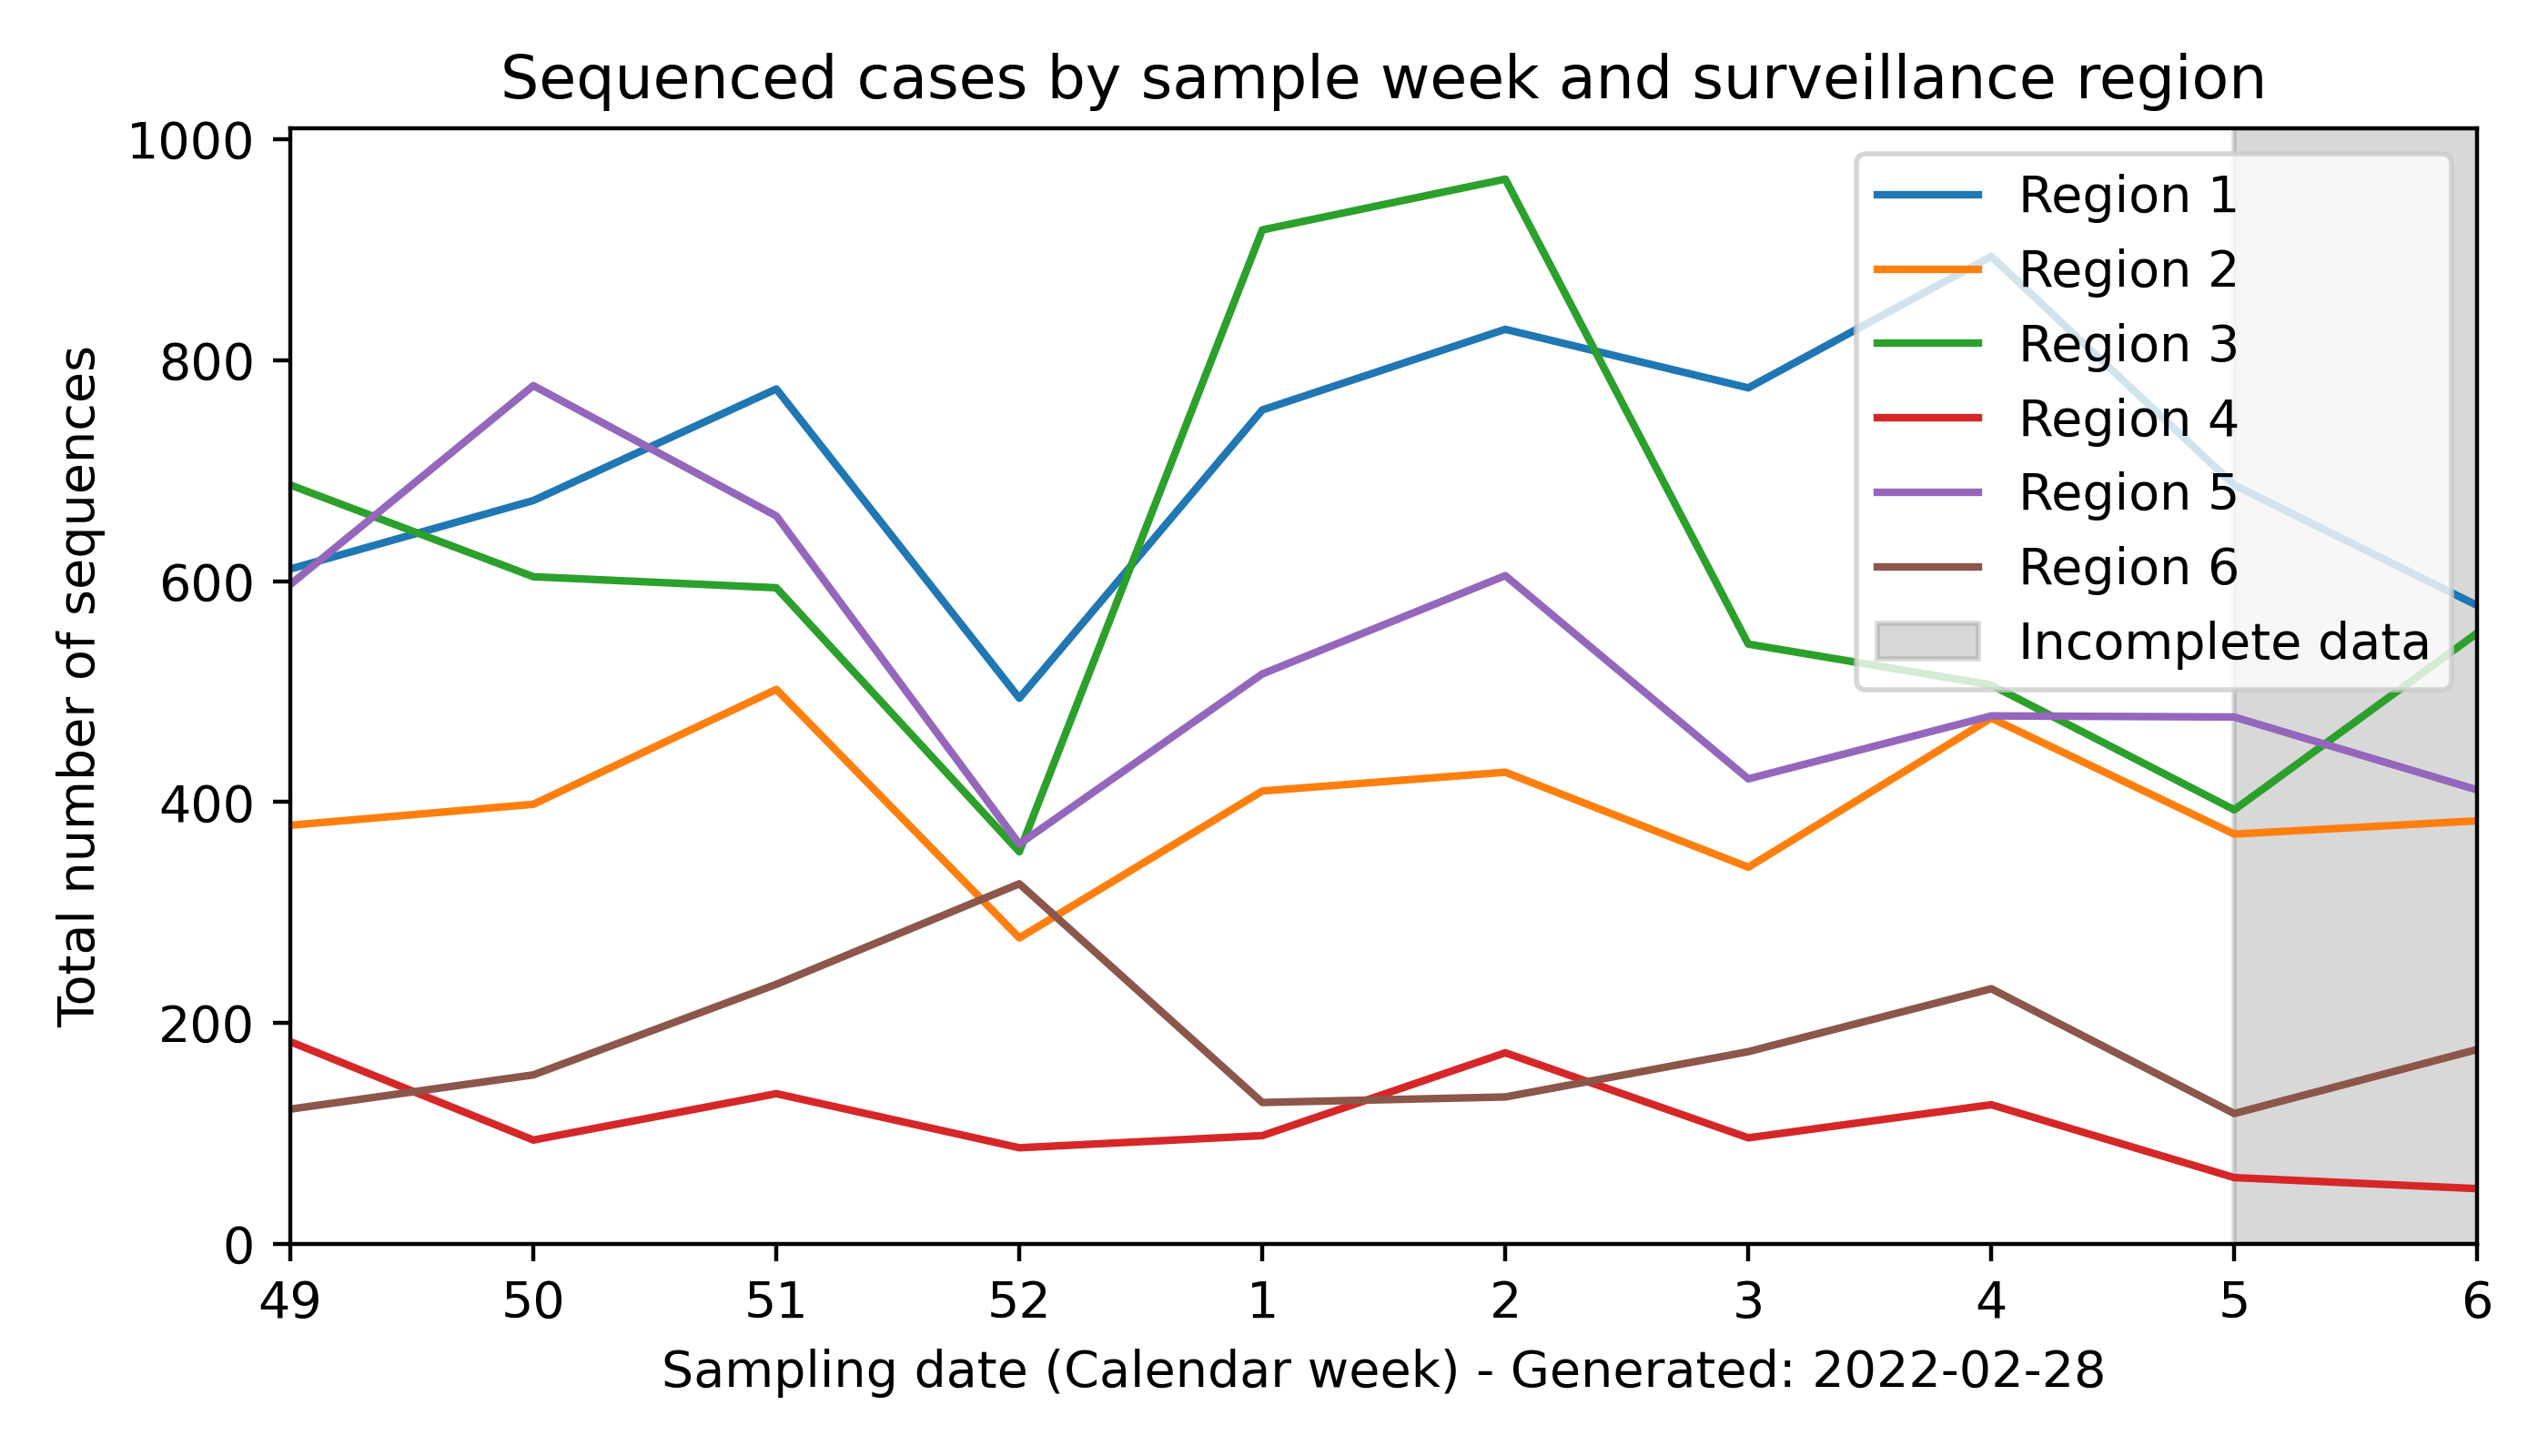 Sequenced cases by sample week and surveillance region
1000
800
600
400
200
0
Total number of sequences
Region 1
Region 2
Region 3
Region 4
Region 5
Region 6
Incomplete data
49 50 51 52 1 2 3 4 5 6
Sampling date (Calendar week) - Generated: 2022-02-28